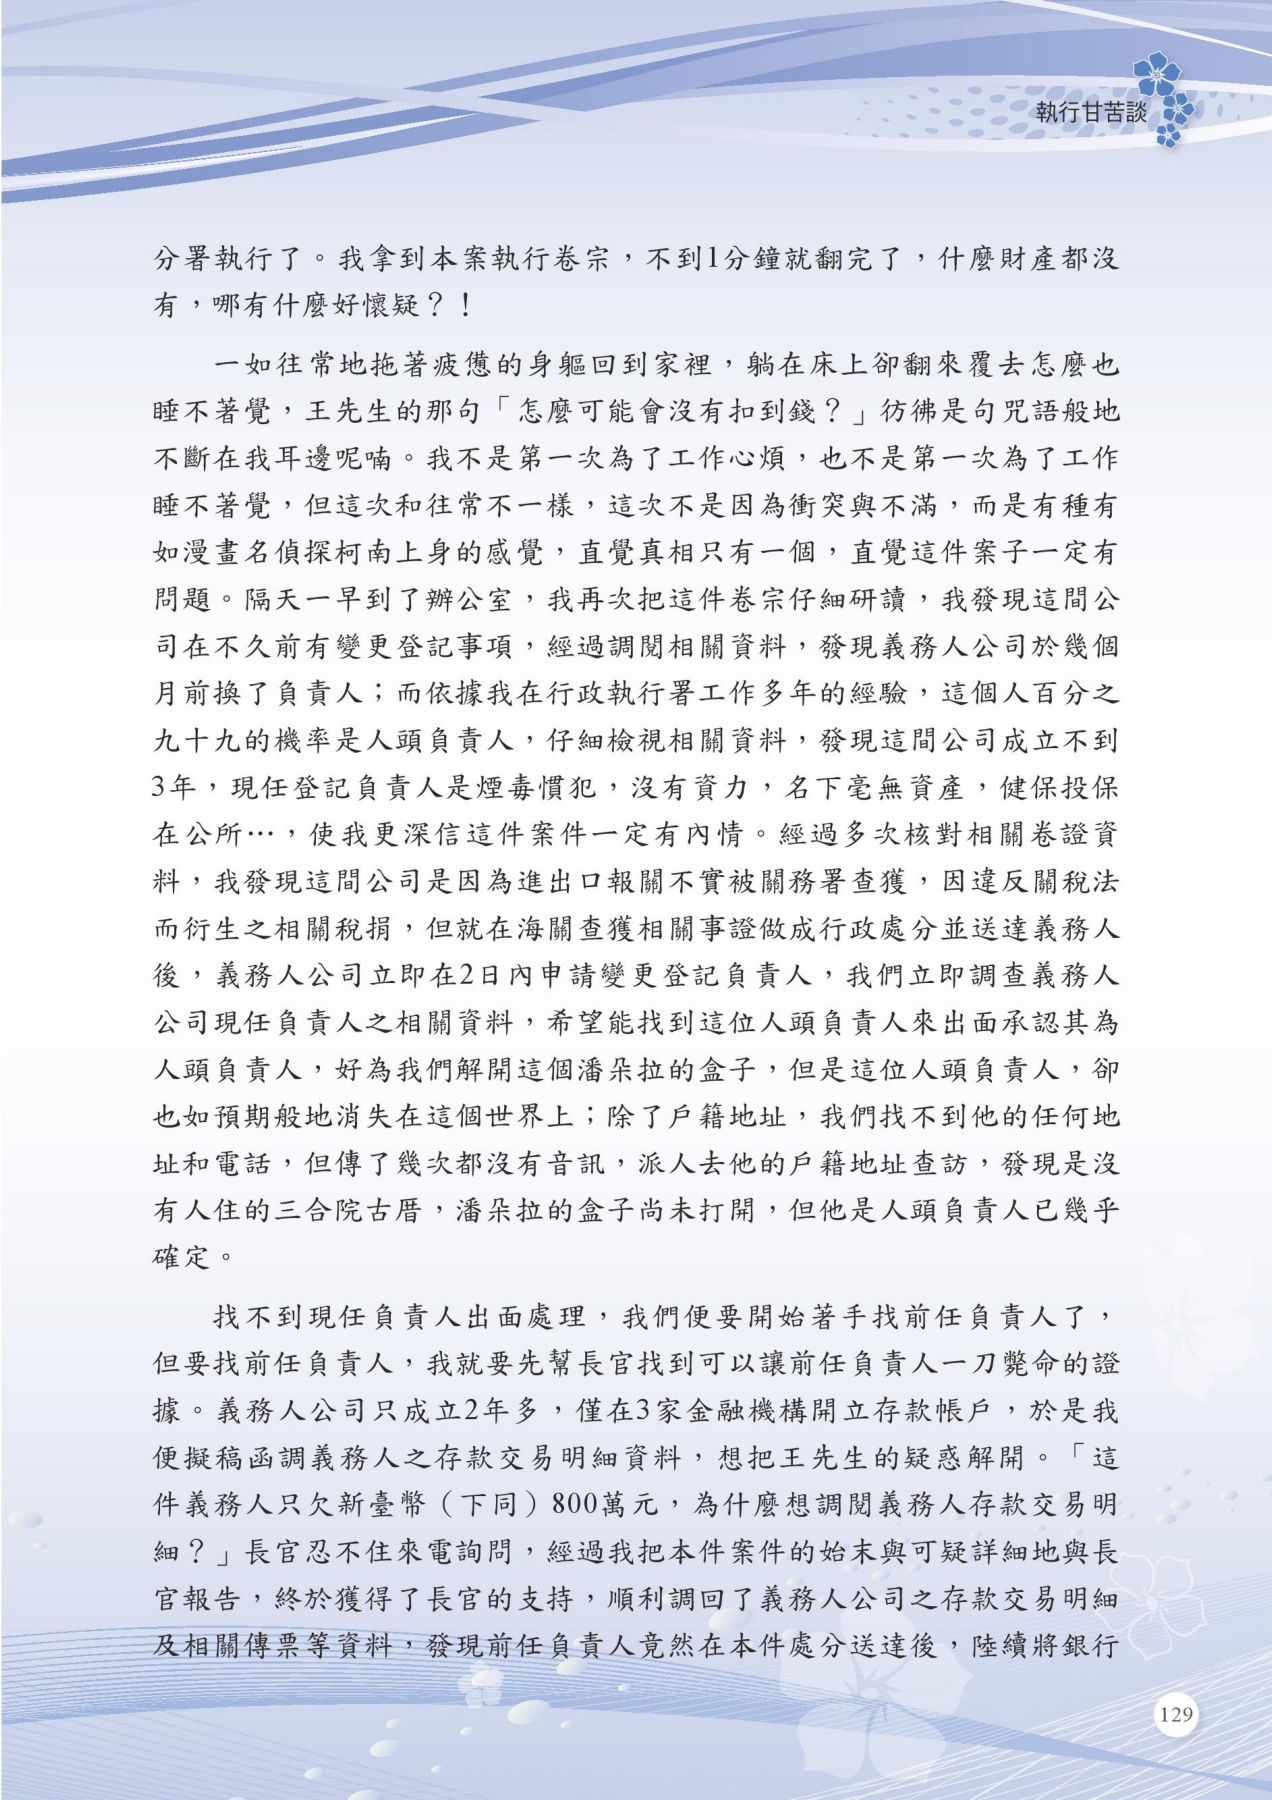 執行甘苦談
分署執行了。我拿到本案執行卷宗，不到1分鐘就翻完了，什麼財產都沒
有，哪有什麼好懷疑？！
一如往常地拖著疲憊的身軀回到家裡，躺在床上卻翻來覆去怎麼也
睡不著覺，王先生的那句「怎麼可能會沒有扣到錢？」彷彿是句咒語般地
不斷在我耳邊呢喃。我不是第一次為了工作心煩，也不是第一次為了工作
睡不著覺，但這次和往常不一樣，這次不是因為衝突與不滿，而是有種有
如漫畫名偵探柯南上身的感覺，直覺真相只有一個，直覺這件案子一定有
問題。隔天一早到了辦公室，我再次把這件卷宗仔細研讀，我發現這間公
司在不久前有變更登記事項，經過調閱相關資料，發現義務人公司於幾個
月前換了負責人；而依據我在行政執行署工作多年的經驗，這個人百分之
九十九的機率是人頭負責人，仔細檢視相關資料，發現這間公司成立不到
3年，現任登記負責人是煙毒慣犯，沒有資力，名下毫無資產，健保投保
在公所…，使我更深信這件案件一定有內情。經過多次核對相關卷證資
料，我發現這間公司是因為進出口報關不實被關務署查獲，因違反關稅法
而衍生之相關稅捐，但就在海關查獲相關事證做成行政處分並送達義務人
後，義務人公司立即在2日內申請變更登記負責人，我們立即調查義務人
公司現任負責人之相關資料，希望能找到這位人頭負責人來出面承認其為
人頭負責人，好為我們解開這個潘朵拉的盒子，但是這位人頭負責人，卻
也如預期般地消失在這個世界上；除了戶籍地址，我們找不到他的任何地
址和電話，但傳了幾次都沒有音訊，派人去他的戶籍地址查訪，發現是沒
有人住的三合院古厝，潘朵拉的盒子尚未打開，但他是人頭負責人已幾乎
確定。
找不到現任負責人出面處理，我們便要開始著手找前任負責人了，
但要找前任負責人，我就要先幫長官找到可以讓前任負責人一刀斃命的證
據。義務人公司只成立2年多，僅在3家金融機構開立存款帳戶，於是我
便擬稿函調義務人之存款交易明細資料，想把王先生的疑惑解開。「這
件義務人只欠新臺幣（下同）800萬元，為什麼想調閱義務人存款交易明
細？」長官忍不住來電詢問，經過我把本件案件的始末與可疑詳細地與長
官報告，終於獲得了長官的支持，順利調回了義務人公司之存款交易明細
及相關傳票等資料，發現前任負責人竟然在本件處分送達後，陸續將銀行
129